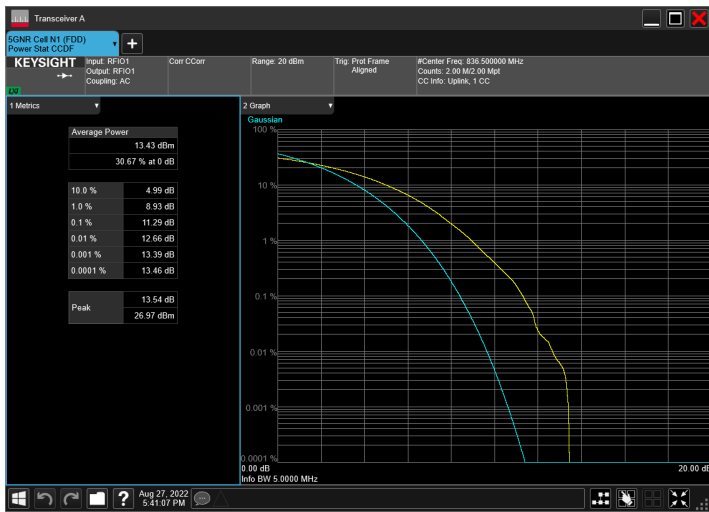 Transceiver A
5GNR Cell N1 (FDD)
Power Stat CCDF
KEYSIGHT
Input: RFIO1
Output: RFIO1
Coupling: AC
Corr CCorr
Range: 20 dBm
Trig: Prot Frame
Aligned
#Center Freq: 836.500000 MHz
Counts: 2.00 M/2.00 Mpt
CC Info: Uplink, 1 CC
1 Metrics
Average Power
13.43 dBm
30.67 % at 0 dB
10.0 % 4.99 dB
1.0 % 8.93 dB
0.1 % 11.29 dB
0.01 % 12.66 dB
0.001 % 13.39 dB
0.0001 % 13.46 dB
Peak
13.54 dB
26.97 dBm
2 Graph
Gaussian
100 %
10 %
1 %
0.1 %
0.01 %
0.001 %
0.0001 %
0.00 dB
20.00 dB
Info BW 5.0000 MHz
Aug 27, 2022
5:41:07 PM